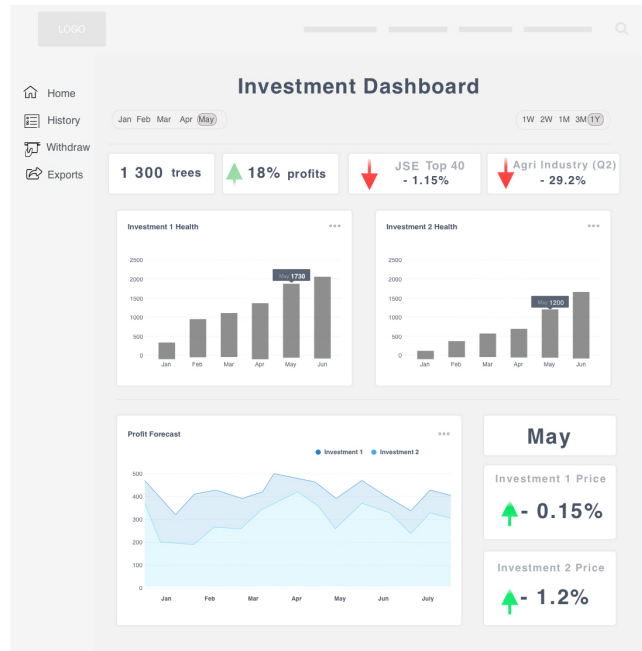 LOGO
Investment Dashboard
Home
History
Withdraw
Exports
Jan Feb Mar Apr May
1W 2W 1M 3M 1Y
1 300 trees
18% profits
JSE Top 40
- 1.15%
Agri Industry (Q2)
- 29.2%
Investment 1 Health
2500
2000
1500
1000
500
0
May 1730
Jan Feb Mar Apr May Jun
Investment 2 Health
2500
2000
1500
1000
500
0
May 1200
Jan Feb Mar Apr May Jun
Profit Forecast
Investment 1 Investment 2
500
400
300
200
100
0
Jan Feb Mar Apr May Jun July
May
Investment 1 Price
- 0.15%
Investment 2 Price
- 1.2%